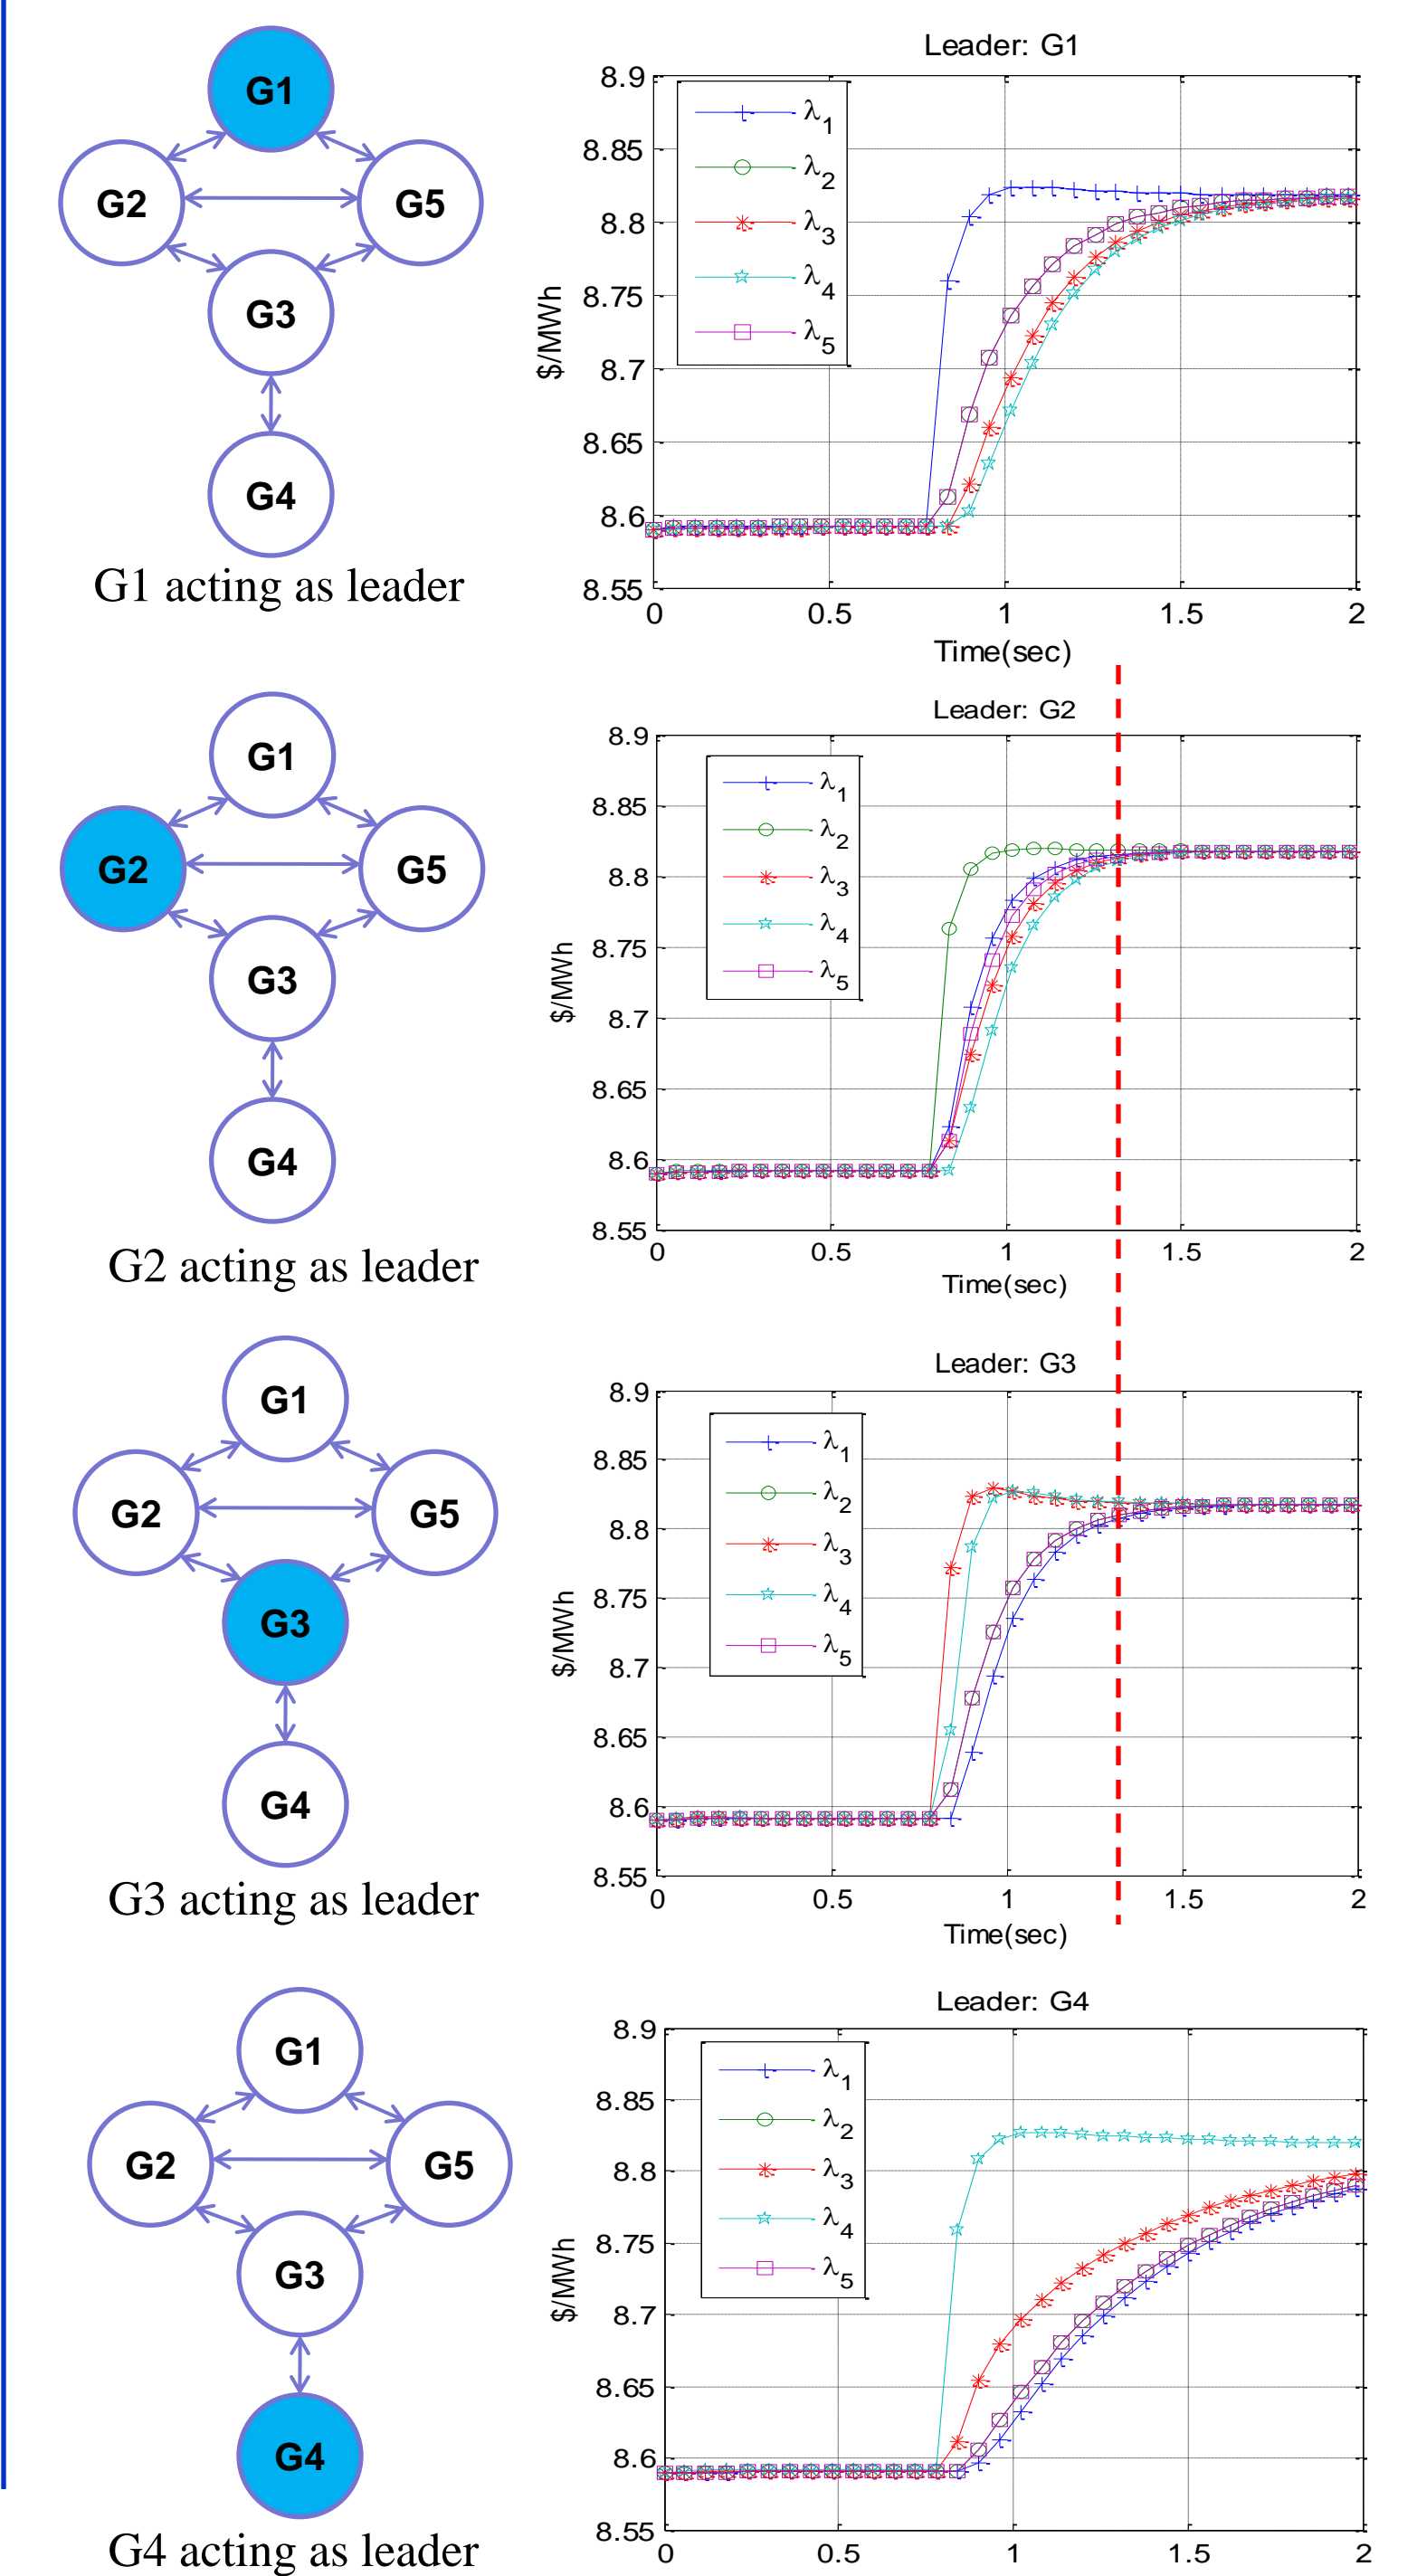 G1
G2
G5
G3
G4
G1 acting as leader
Leader: G1
8.9
8.85
8.8
8.75
8.7
8.65
8.6
8.55
$/MWh
λ1
λ2
λ3
λ4
λ5
0 0.5 1 1.5 2
Time(sec)
G1
G2
G5
G3
G4
G2 acting as leader
Leader: G2
8.9
8.85
8.8
8.75
8.7
8.65
8.6
8.55
$/MWh
λ1
λ2
λ3
λ4
λ5
0 0.5 1 1.5 2
Time(sec)
G1
G2
G5
G3
G4
G3 acting as leader
Leader: G3
8.9
8.85
8.8
8.75
8.7
8.65
8.6
8.55
$/MWh
λ1
λ2
λ3
λ4
λ5
0 0.5 1 1.5 2
Time(sec)
G1
G2
G5
G3
G4
G4 acting as leader
Leader: G4
8.9
8.85
8.8
8.75
8.7
8.65
8.6
8.55
$/MWh
λ1
λ2
λ3
λ4
λ5
0 0.5 1 1.5 2